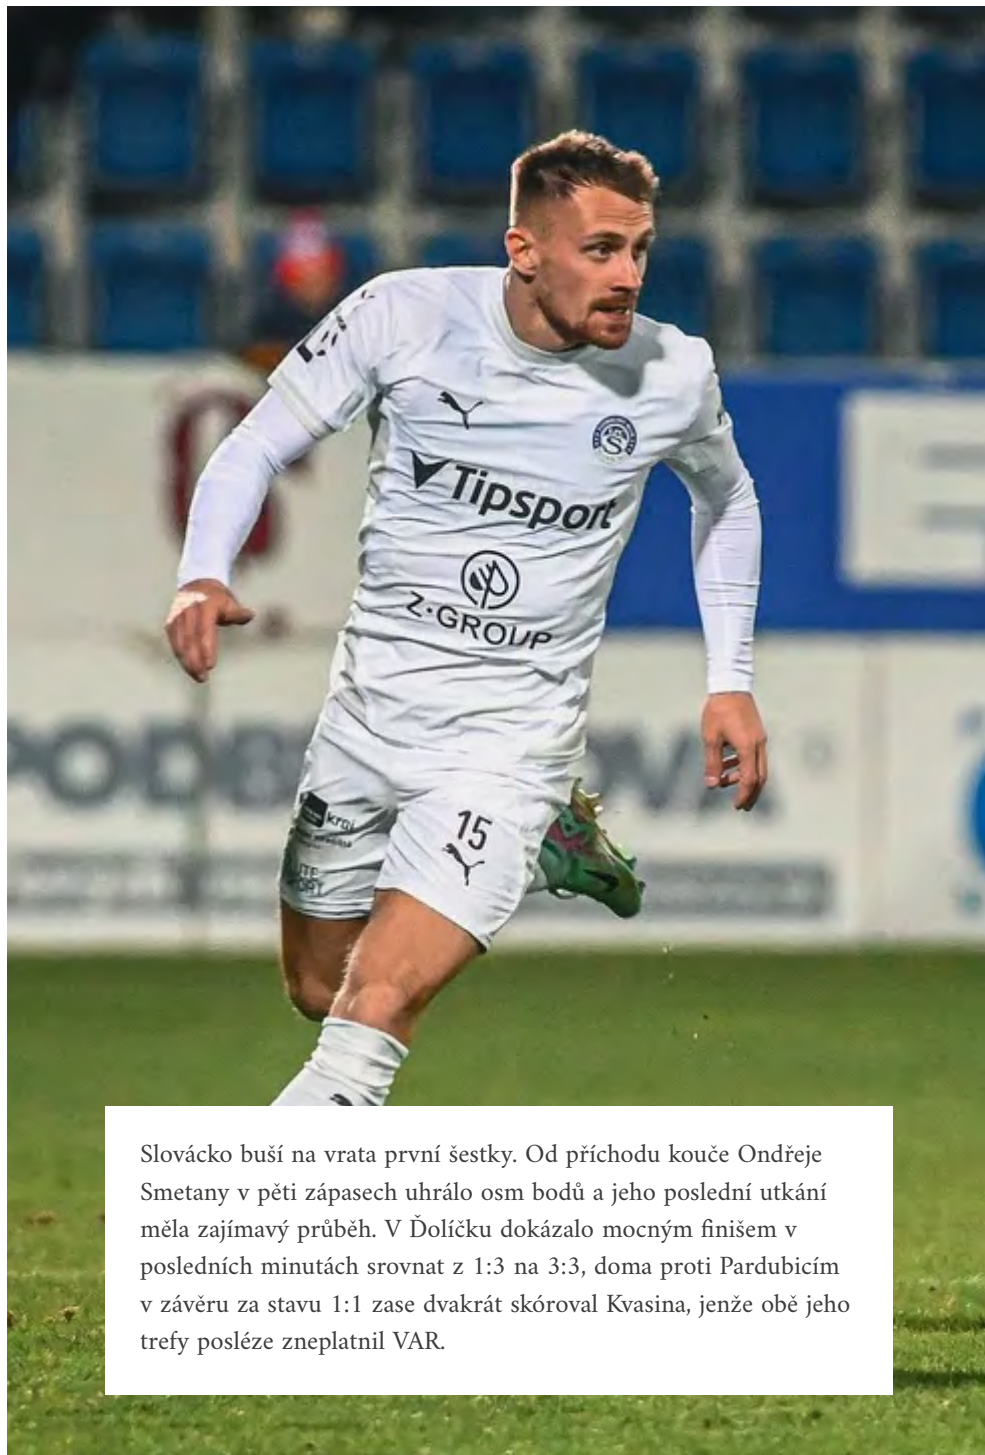 Tipsport
Z·GROUP
15
kraj
Slovácko buší na vrata první šestky. Od příchodu kouče Ondřeje
Smetany v pěti zápasech uhrálo osm bodů a jeho poslední utkání
měla zajímavý průběh. V Ďolíčku dokázalo mocným finišem v
posledních minutách srovnat z 1:3 na 3:3, doma proti Pardubicím
v závěru za stavu 1:1 zase dvakrát skóroval Kvasina, jenže obě jeho
trefy posléze zneplatnil VAR.